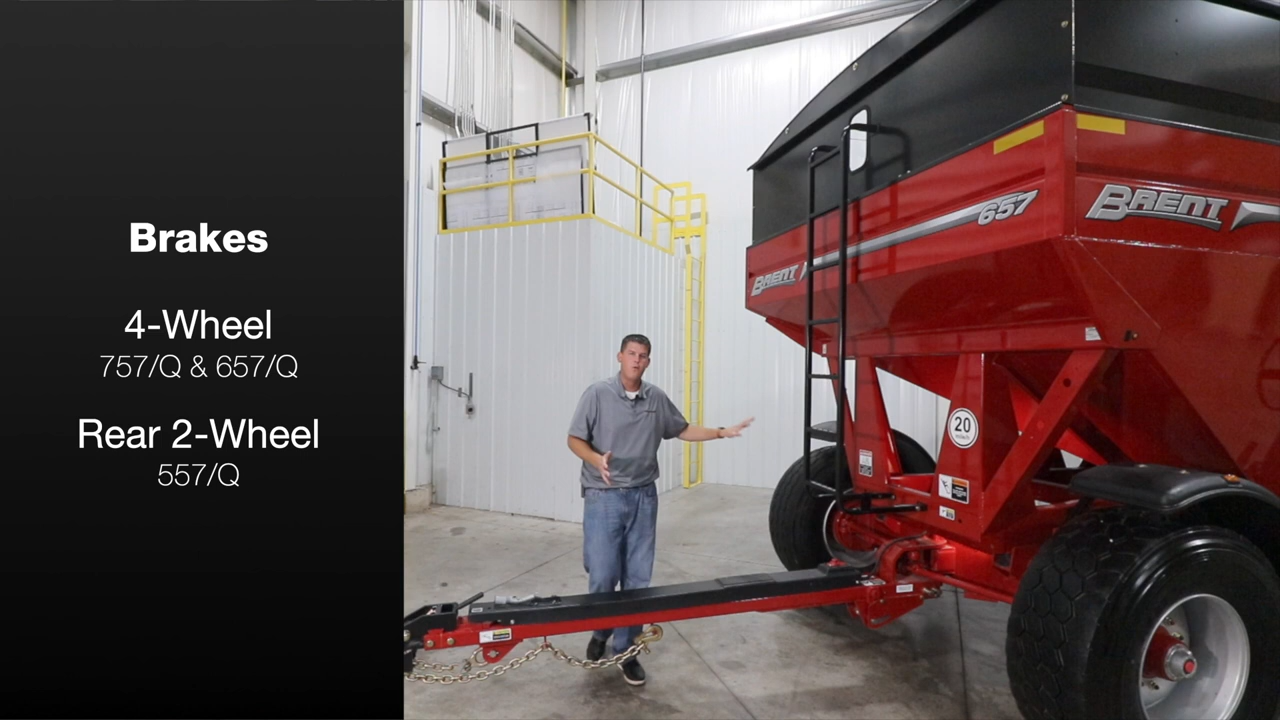 Brakes
4-Wheel
757/Q & 657/Q
Rear 2-Wheel
557/Q
BRENT
657
BRENT
20